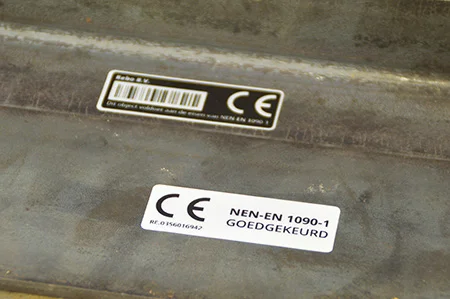 Rebo B.V.
CE
Dit object voldoet aan de eisen van NEN-EN 1090-1
CE
RF.0356016942
NEN-EN 1090-1
GOEDGEKEURD